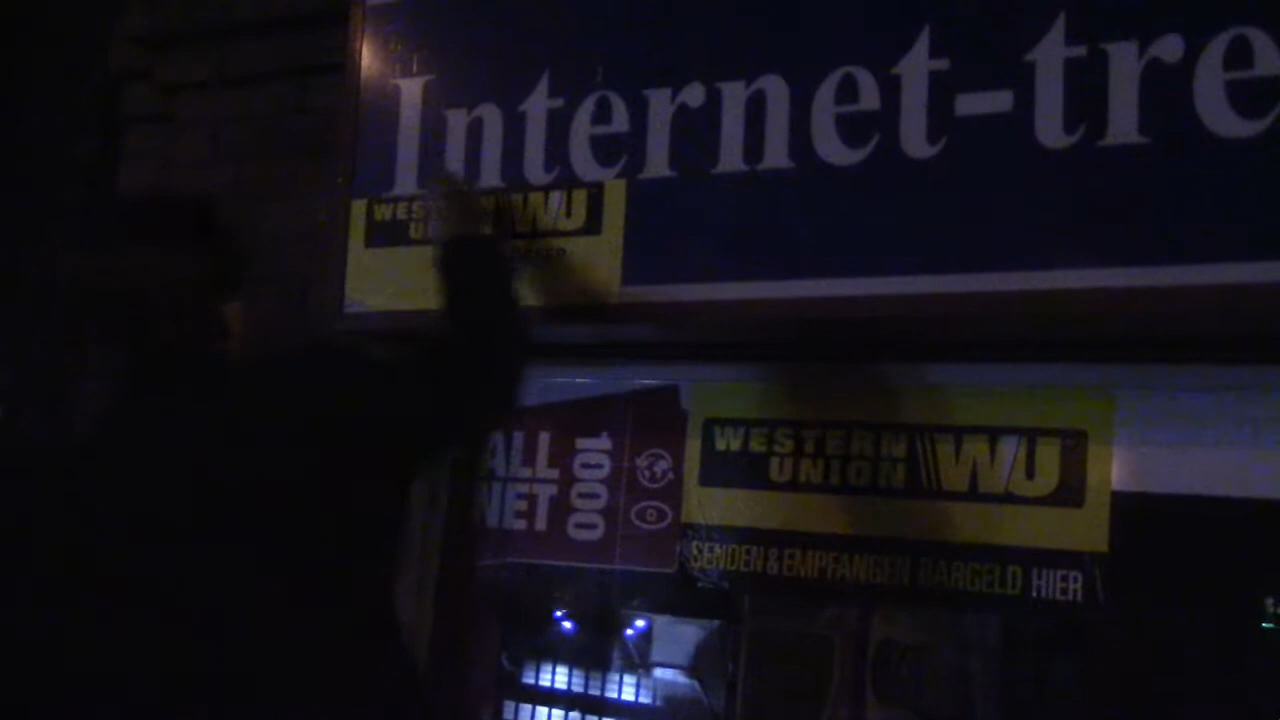 Internet-tre
WESTERN WU
UNION
ALL
NET
1000
WESTERN WU
UNION
SENDEN & EMPFANGEN BARGELD HIER